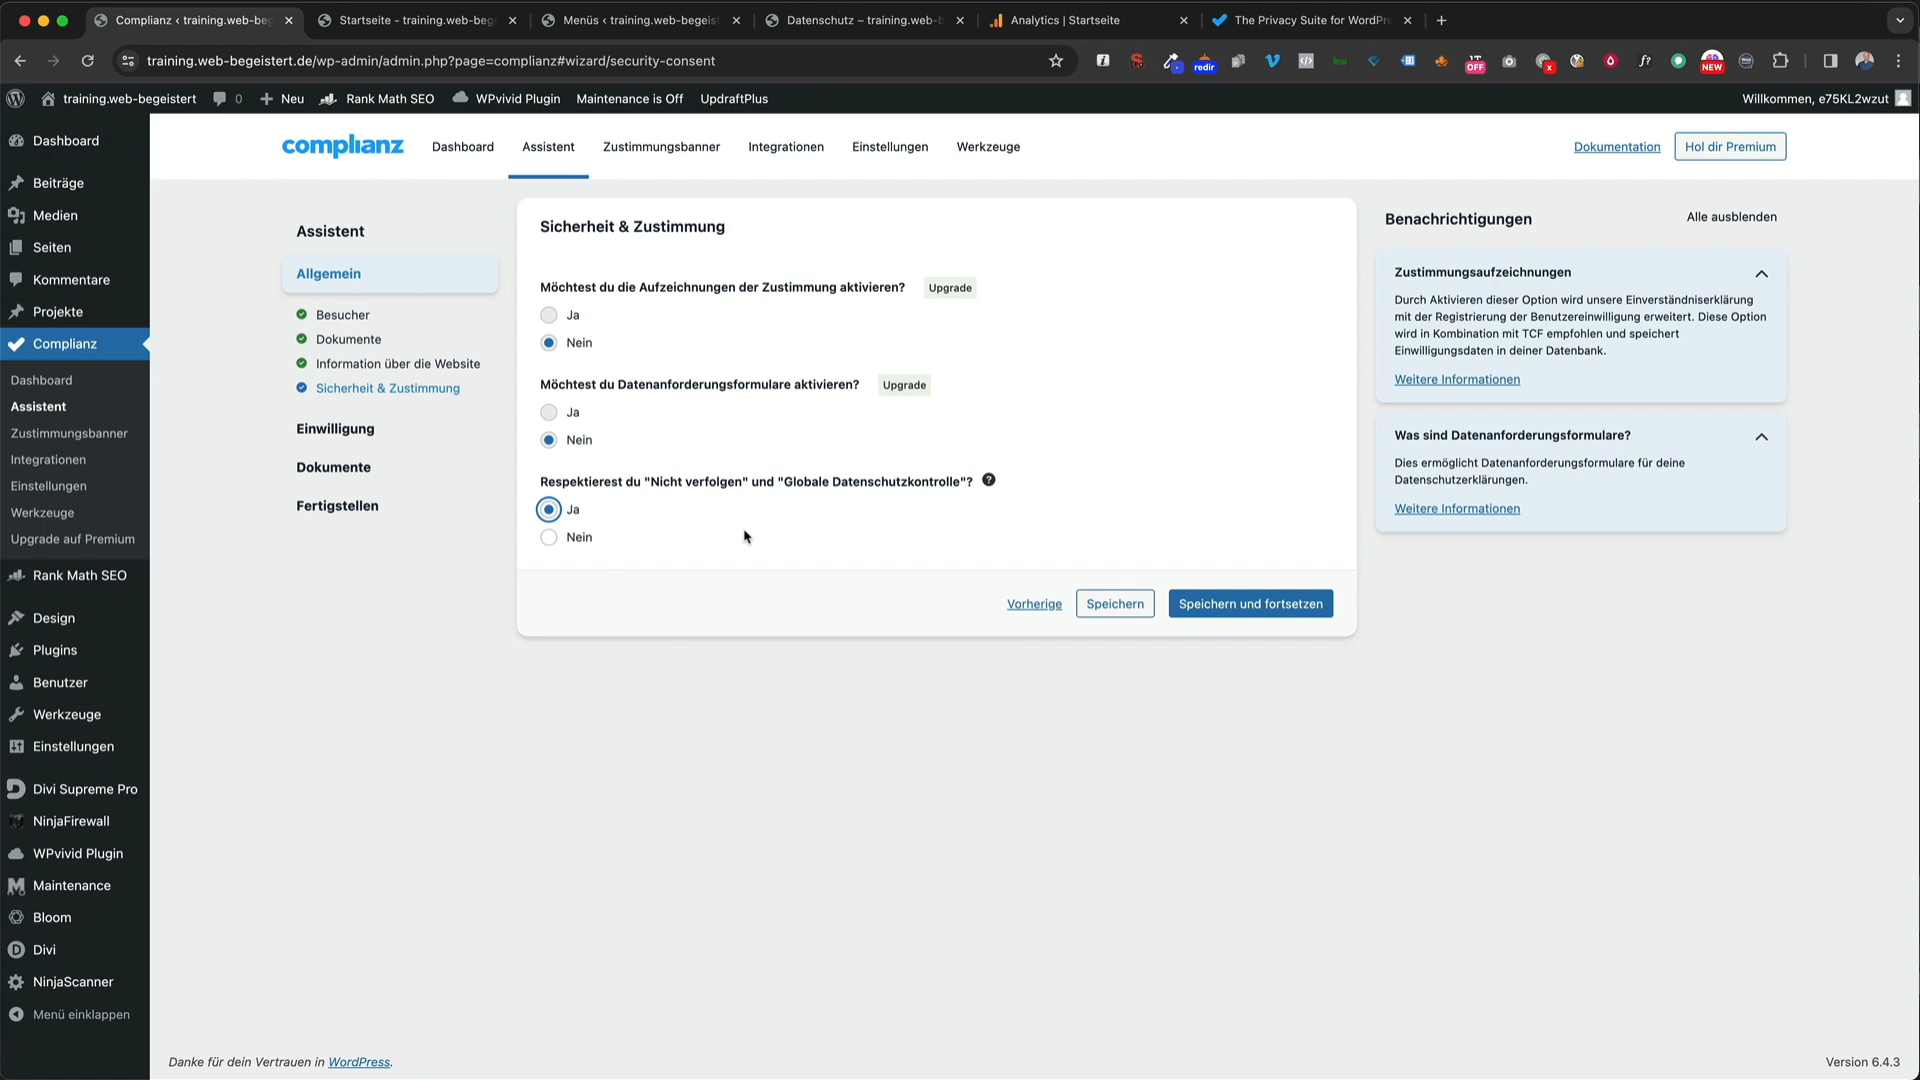 Complianz ‹ training.web-beg
Startseite - training.web-beg
Menüs ‹ training.web-begeist
Datenschutz – training.web-b
Analytics | Startseite
The Privacy Suite for WordPr
training.web-begeistert.de/wp-admin/admin.php?page=complianz#wizard/security-consent
redir
OFF
NEW
training.web-begeistert
0
Neu
Rank Math SEO
WPvivid Plugin
Maintenance is Off
UpdraftPlus
Willkommen, e75KL2wzut
Dashboard
Beiträge
Medien
Seiten
Kommentare
Projekte
Complianz
Dashboard
Assistent
Zustimmungsbanner
Integrationen
Einstellungen
Werkzeuge
Upgrade auf Premium
Rank Math SEO
Design
Plugins
Benutzer
Werkzeuge
Einstellungen
Divi Supreme Pro
NinjaFirewall
WPvivid Plugin
Maintenance
Bloom
Divi
NinjaScanner
Menü einklappen
complianz
Dashboard
Assistent
Zustimmungsbanner
Integrationen
Einstellungen
Werkzeuge
Dokumentation
Hol dir Premium
Assistent
Allgemein
Besucher
Dokumente
Information über die Website
Sicherheit & Zustimmung
Einwilligung
Dokumente
Fertigstellen
Sicherheit & Zustimmung
Möchtest du die Aufzeichnungen der Zustimmung aktivieren? Upgrade
Ja
Nein
Möchtest du Datenanforderungsformulare aktivieren? Upgrade
Ja
Nein
Respektierest du "Nicht verfolgen" und "Globale Datenschutzkontrolle"? ?
Ja
Nein
Vorherige
Speichern
Speichern und fortsetzen
Benachrichtigungen
Alle ausblenden
Zustimmungsaufzeichnungen
Durch Aktivieren dieser Option wird unsere Einverständniserklärung
mit der Registrierung der Benutzereinwilligung erweitert. Diese Option
wird in Kombination mit TCF empfohlen und speichert
Einwilligungsdaten in deiner Datenbank.
Weitere Informationen
Was sind Datenanforderungsformulare?
Dies ermöglicht Datenanforderungsformulare für deine
Datenschutzerklärungen.
Weitere Informationen
Danke für dein Vertrauen in WordPress.
Version 6.4.3